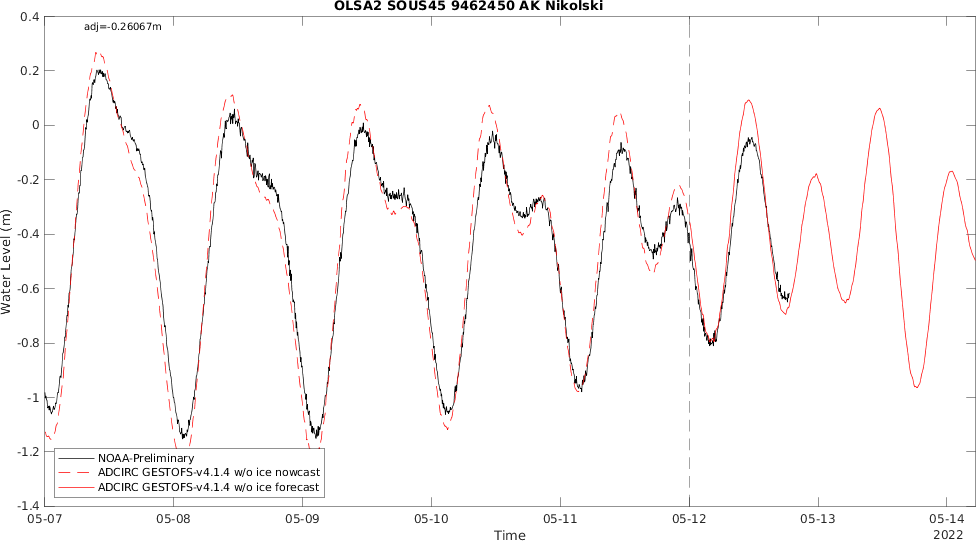 OLSA2 SOUS45 9462450 AK Nikolski
adj=-0.26067m
0.4
0.2
0
-0.2
-0.4
-0.6
-0.8
-1
-1.2
-1.4
Water Level (m)
NOAA-Preliminary
ADCIRC GESTOFS-v4.1.4 w/o ice nowcast
ADCIRC GESTOFS-v4.1.4 w/o ice forecast
05-07 05-08 05-09 05-10 05-11 05-12 05-13 05-14
Time
2022